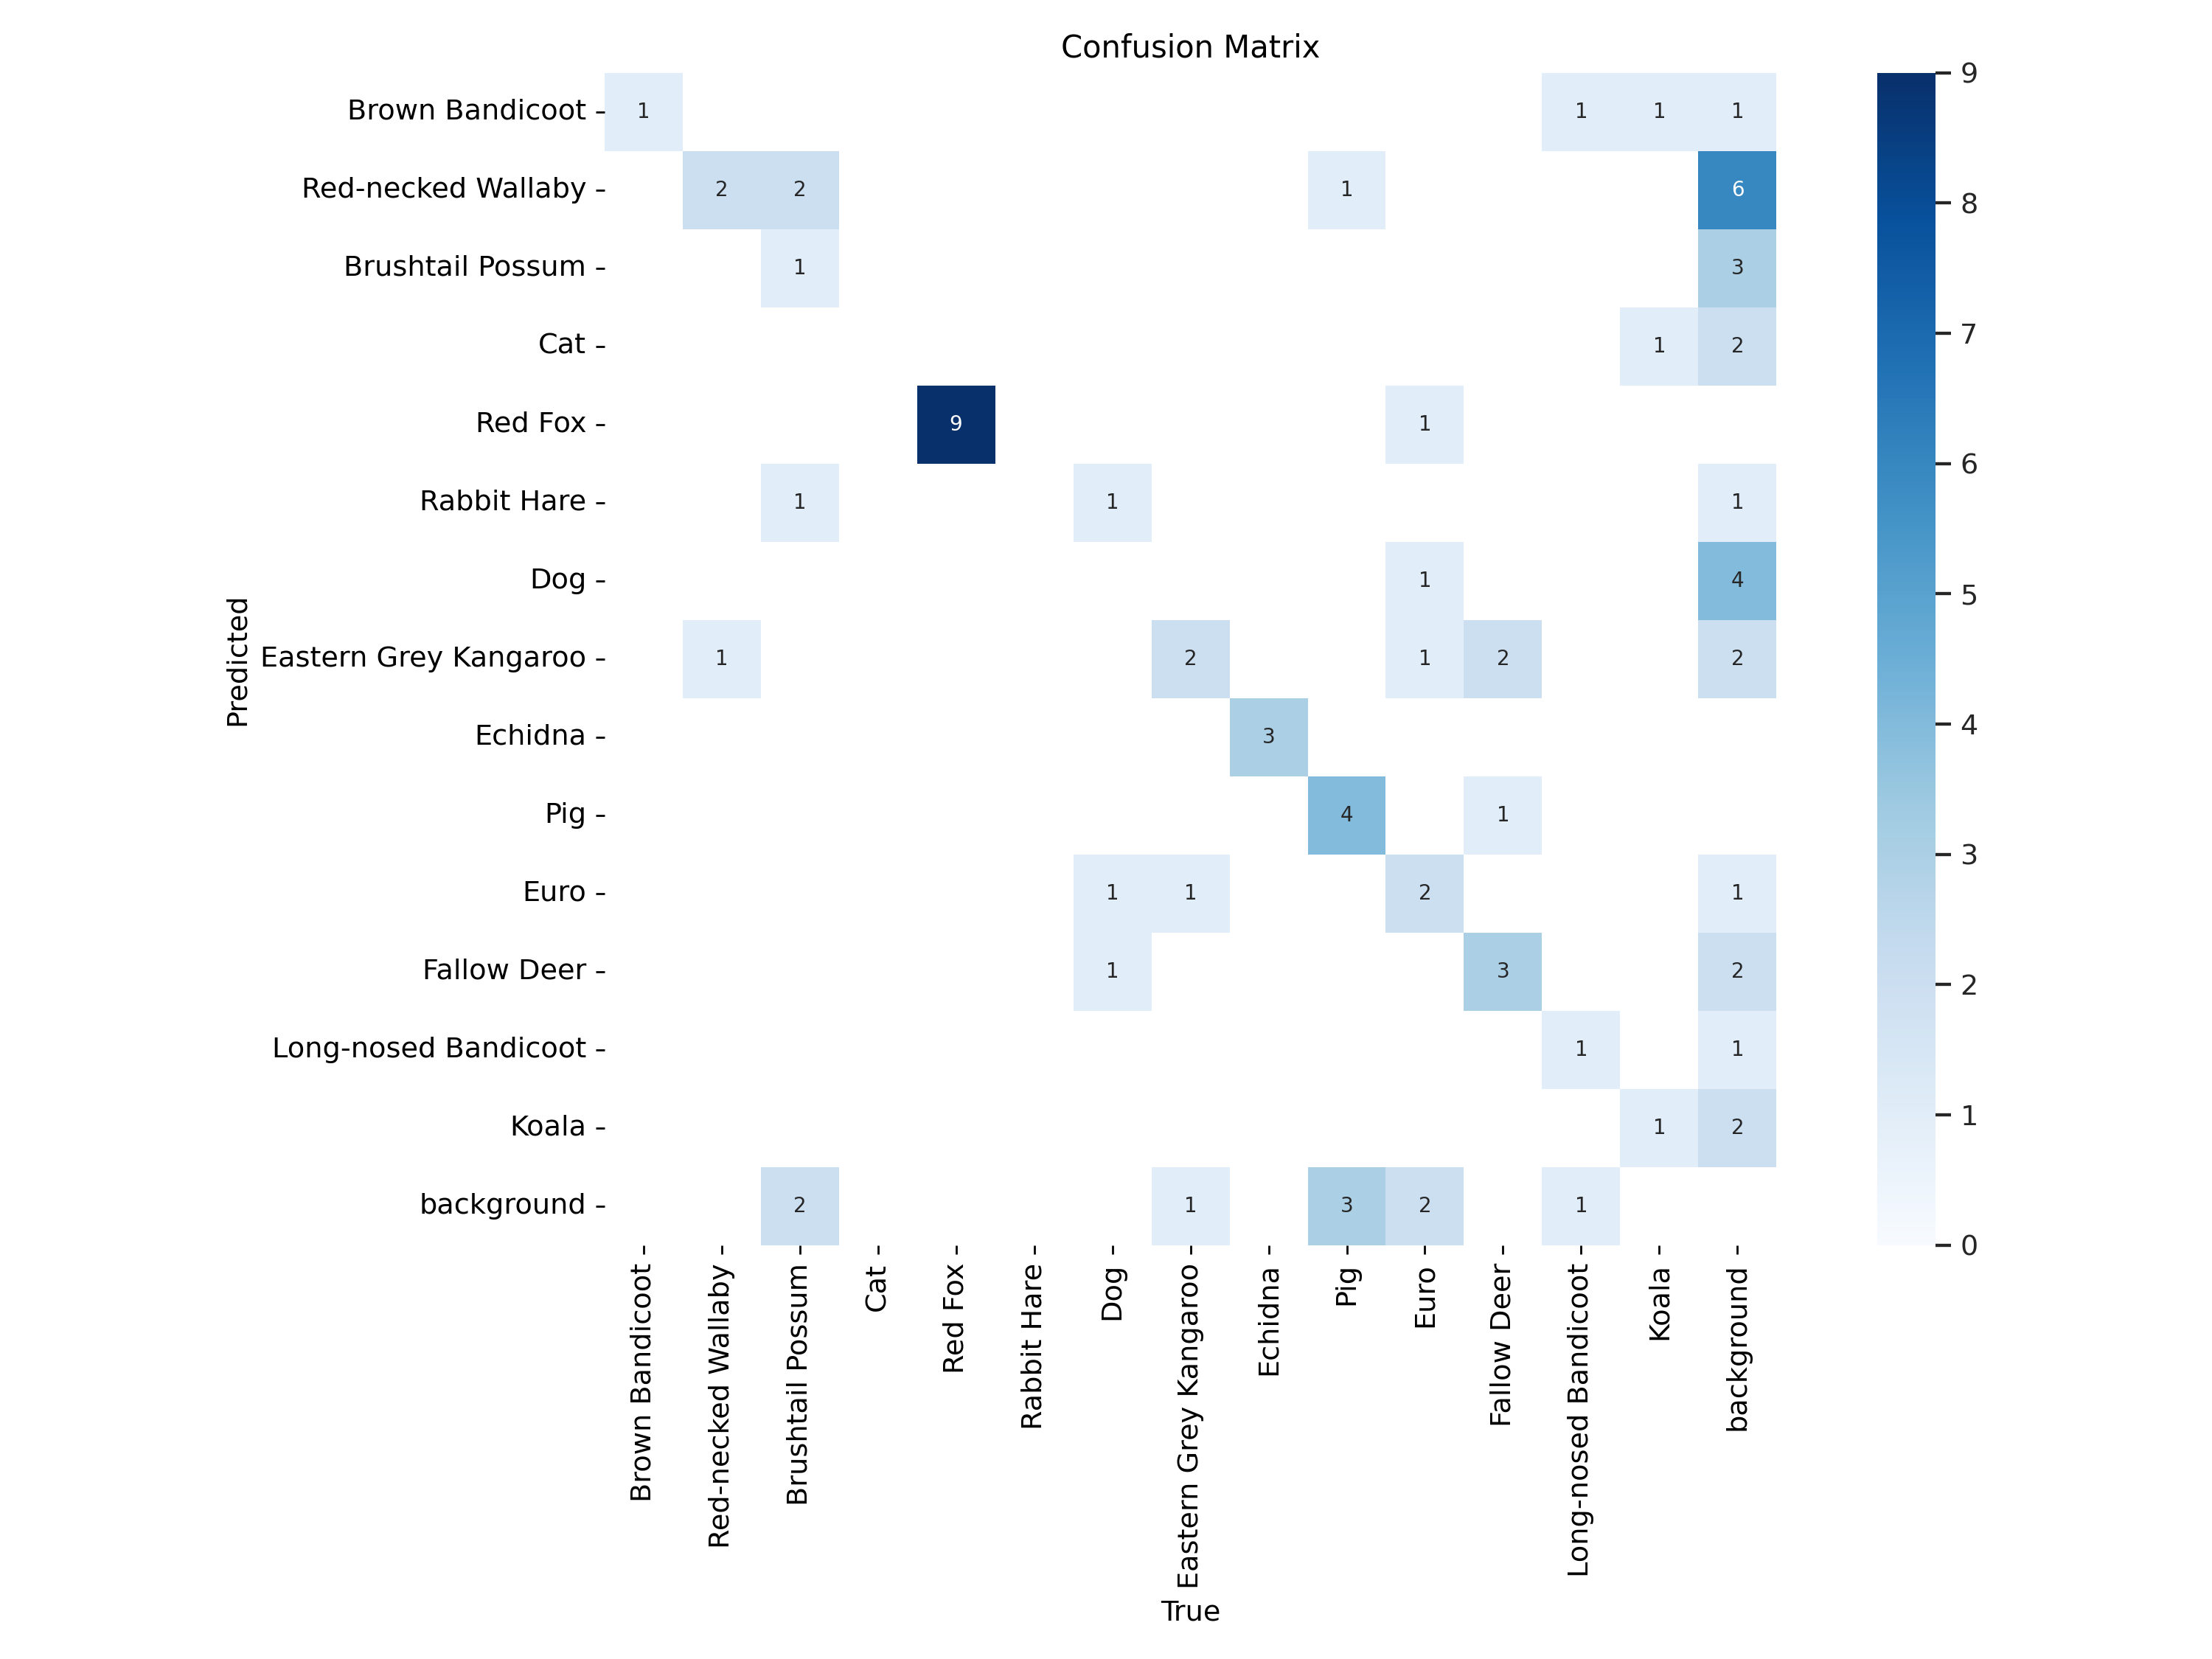 Confusion Matrix
Brown Bandicoot 1 1 1 1
Red-necked Wallaby 2 2 1 6
Brushtail Possum 1 3
Cat 1 2
Red Fox 9 1
Rabbit Hare 1 1 1
Dog 1 4
Eastern Grey Kangaroo 1 2 1 2 2
Echidna 3
Pig 4 1
Euro 1 1 2 1
Fallow Deer 1 3 2
Long-nosed Bandicoot 1 1
Koala 1 2
background 2 1 3 2 1
Predicted
Brown Bandicoot
Red-necked Wallaby
Brushtail Possum
Cat
Red Fox
Rabbit Hare
Dog
Eastern Grey Kangaroo
Echidna
Pig
Euro
Fallow Deer
Long-nosed Bandicoot
Koala
background
True
9
8
7
6
5
4
3
2
1
0